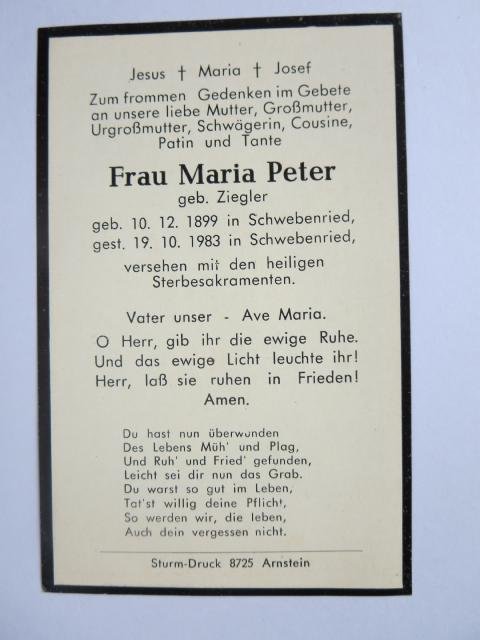 Jesus † Maria † Josef
Zum frommen Gedenken im Gebete
an unsere liebe Mutter, Großmutter,
Urgroßmutter, Schwägerin, Cousine,
Patin und Tante
Frau Maria Peter
geb. Ziegler
geb. 10. 12. 1899 in Schwebenried,
gest. 19. 10. 1983 in Schwebenried,
versehen mit den heiligen
Sterbesakramenten.
Vater unser - Ave Maria.
O Herr, gib ihr die ewige Ruhe.
Und das ewige Licht leuchte ihr!
Herr, laß sie ruhen in Frieden!
Amen.
Du hast nun überwunden
Des Lebens Müh' und Plag,
Und Ruh' und Fried' gefunden,
Leicht sei dir nun das Grab.
Du warst so gut im Leben,
Tat'st willig deine Pflicht,
So werden wir, die leben,
Auch dein vergessen nicht.
Sturm-Druck 8725 Arnstein